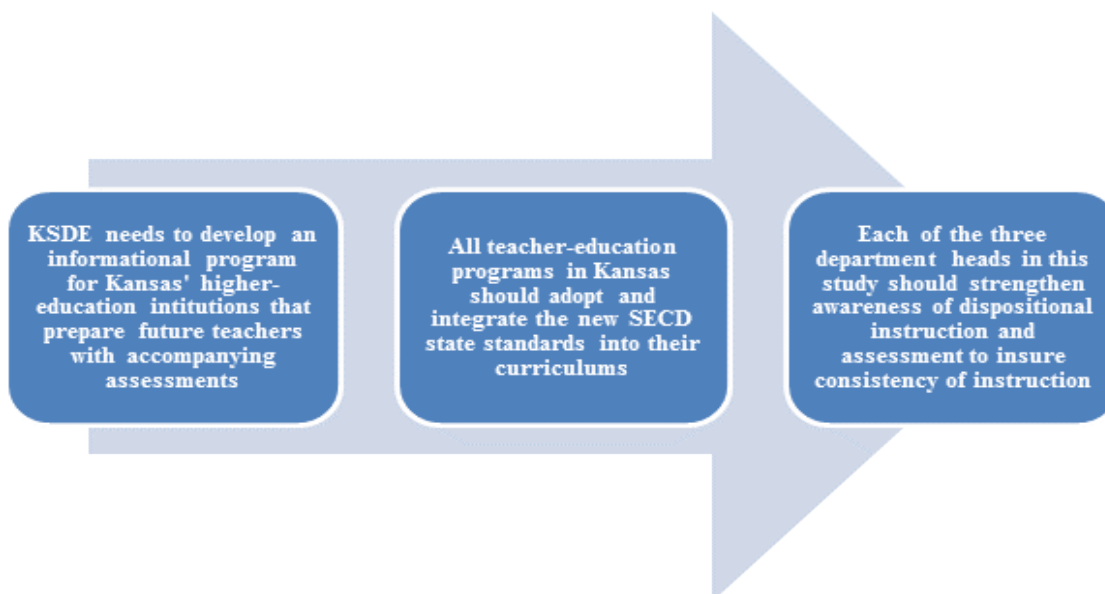 KSDE needs to develop an
informational program
for Kansas' higher-
education intitutions that
prepare future teachers
with accompanying
assessments
All teacher-education
programs in Kansas
should adopt and
integrate the new SECD
state standards into their
curriculums
Each of the three
department heads in this
study should strengthen
awareness of dispositional
instruction and
assessment to insure
consistency of instruction